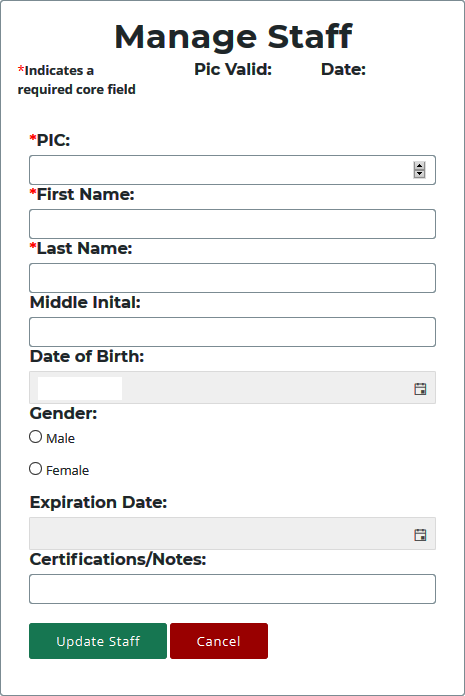 Manage Staff
*Indicates a Pic Valid: Date:
required core field
*PIC:
*First Name:
*Last Name:
Middle Inital:
Date of Birth:
Gender:
Male
Female
Expiration Date:
Certifications/Notes:
Update Staff Cancel